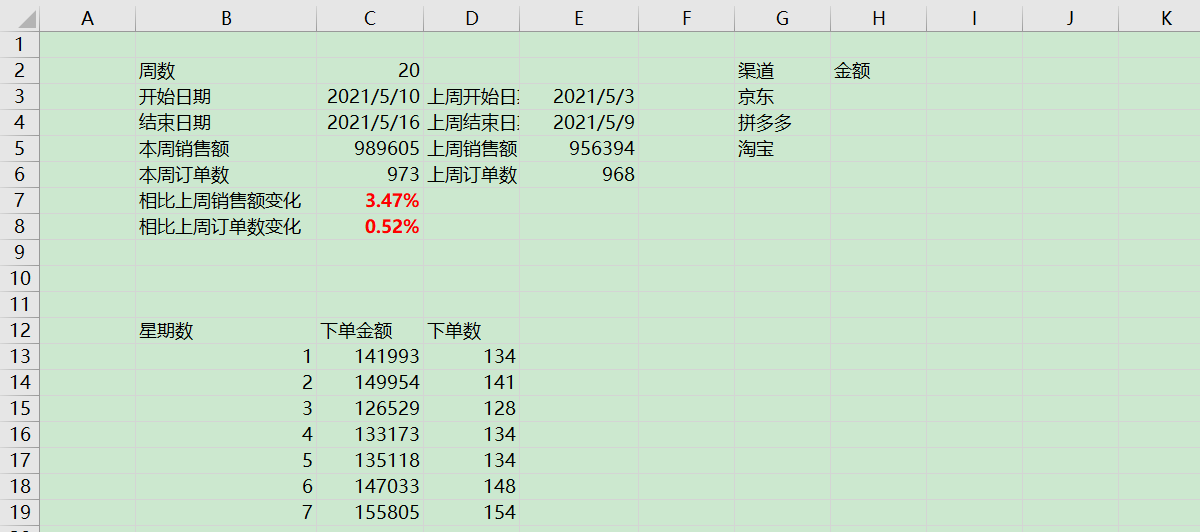 A B C D E F G H I J K
1
2 周数 20 渠道 金额
3 开始日期 2021/5/10 上周开始日 2021/5/3 京东
4 结束日期 2021/5/16 上周结束日 2021/5/9 拼多多
5 本周销售额 989605 上周销售额 956394 淘宝
6 本周订单数 973 上周订单数 968
7 相比上周销售额变化 3.47%
8 相比上周订单数变化 0.52%
9
10
11
12 星期数 下单金额 下单数
13 1 141993 134
14 2 149954 141
15 3 126529 128
16 4 133173 134
17 5 135118 134
18 6 147033 148
19 7 155805 154